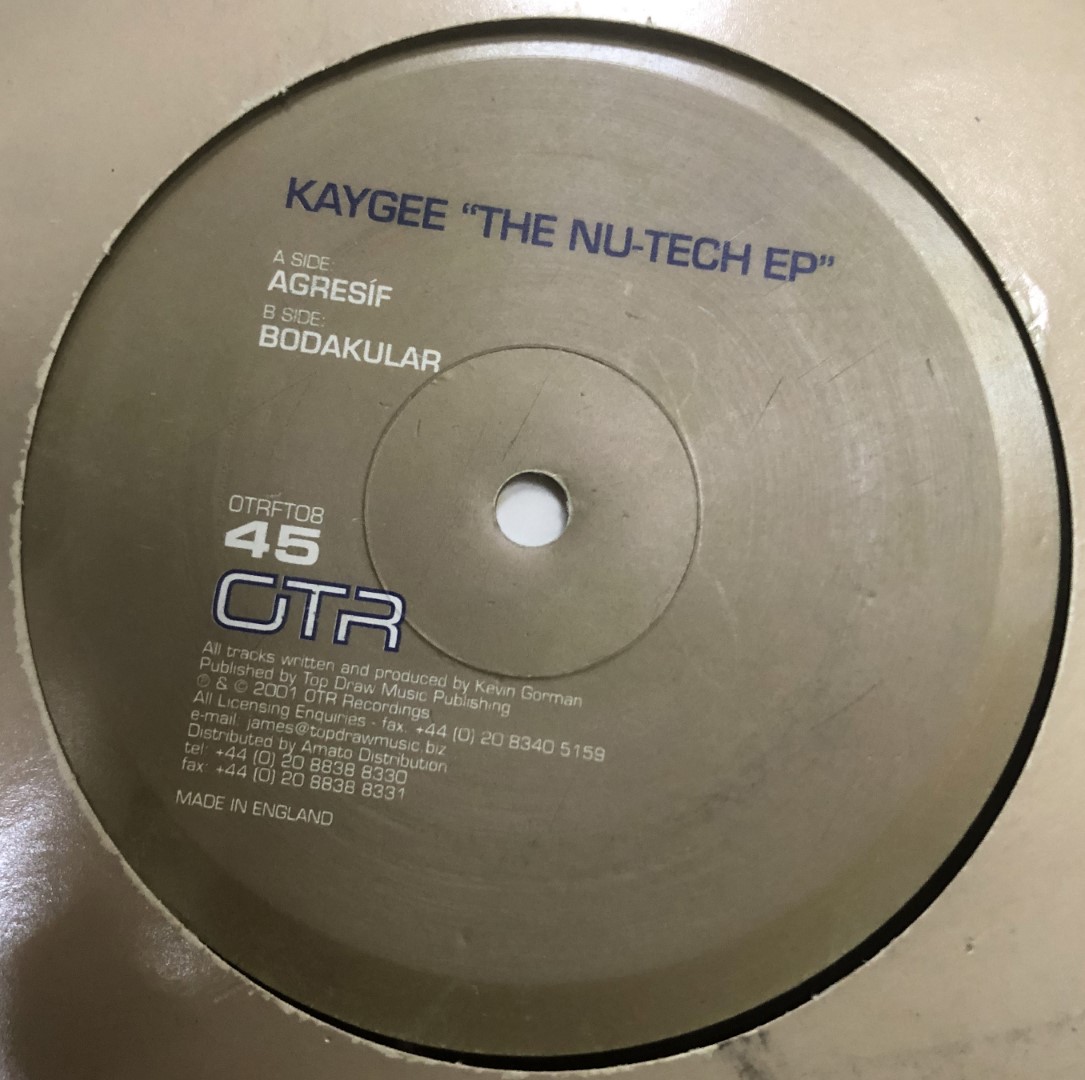 KAYGEE “THE NU-TECH EP”
A SIDE:
AGRESÍF
B SIDE:
BODAKULAR
OTRFT08
45
OTR
All tracks written and produced by Kevin Gorman
Published by Top Draw Music Publishing
℗ & © 2001 OTR Recordings
All Licensing Enquiries - fax: +44 (0) 20 8340 5159
e-mail: james@topdrawmusic.biz
Distributed by Amato Distribution
tel: +44 (0) 20 8838 8330
fax: +44 (0) 20 8838 8331
MADE IN ENGLAND